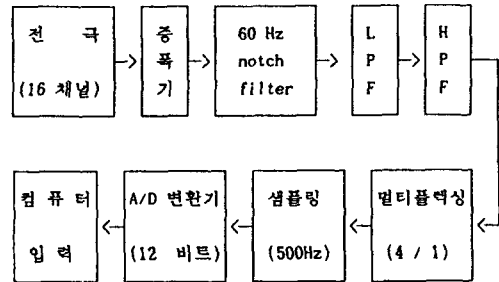 전 극
(16 채널)
증
폭
기
60 Hz
notch
filter
L
P
F
H
P
F
멀티플렉싱
(4 / 1)
샘플링
(500Hz)
A/D 변환기
(12 비트)
컴 퓨 터
입 력